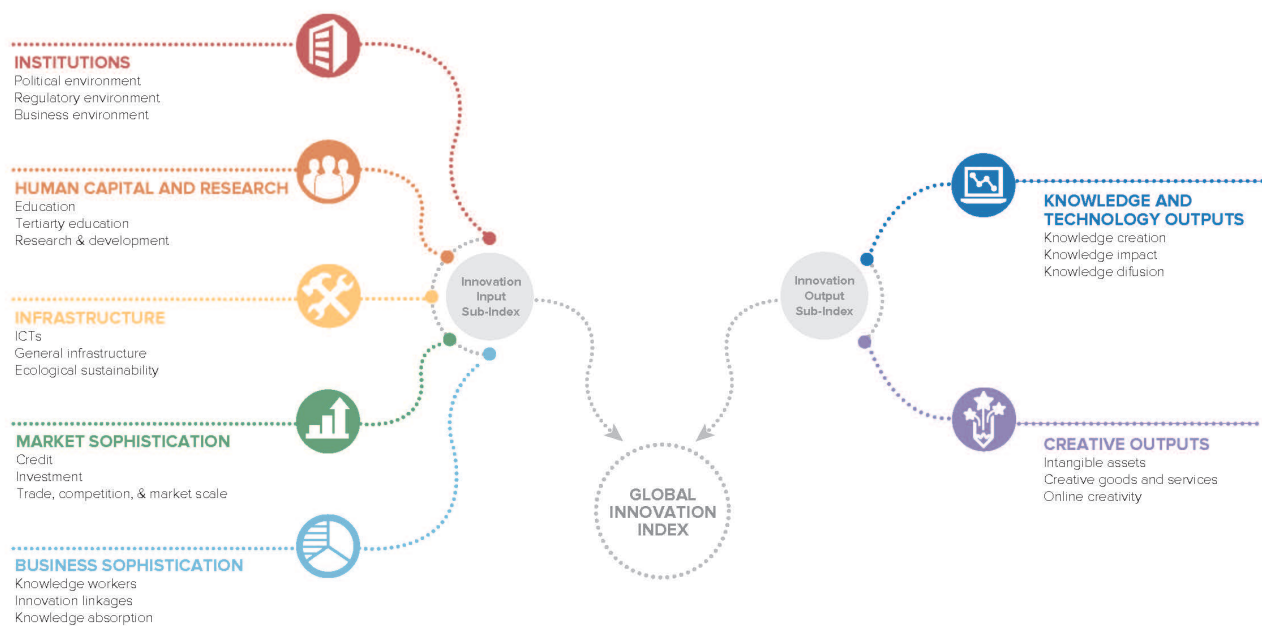 INSTITUTIONS
Political environment
Regulatory environment
Business environment
HUMAN CAPITAL AND RESEARCH
Education
Tertiarty education
Research & development
INFRASTRUCTURE
ICTs
General infrastructure
Ecological sustainability
MARKET SOPHISTICATION
Credit
Investment
Trade, competition, & market scale
BUSINESS SOPHISTICATION
Knowledge workers
Innovation linkages
Knowledge absorption
Innovation
Input
Sub-Index
GLOBAL
INNOVATION
INDEX
Innovation
Output
Sub-Index
KNOWLEDGE AND
TECHNOLOGY OUTPUTS
Knowledge creation
Knowledge impact
Knowledge difusion
CREATIVE OUTPUTS
Intangible assets
Creative goods and services
Online creativity